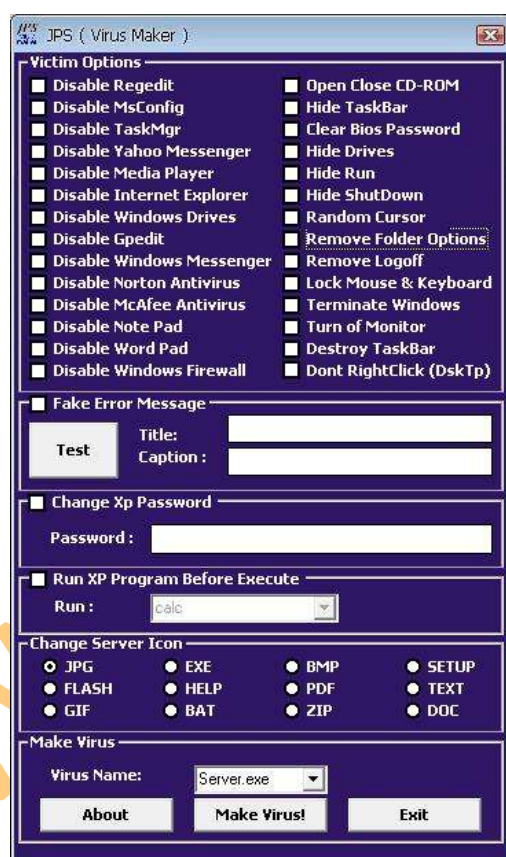 JPS
JPS ( Virus Maker )
Victim Options
Disable Regedit
Disable MsConfig
Disable TaskMgr
Disable Yahoo Messenger
Disable Media Player
Disable Internet Explorer
Disable Windows Drives
Disable Gpedit
Disable Windows Messenger
Disable Norton Antivirus
Disable McAfee Antivirus
Disable Note Pad
Disable Word Pad
Disable Windows Firewall
Open Close CD-ROM
Hide TaskBar
Clear Bios Password
Hide Drives
Hide Run
Hide ShutDown
Random Cursor
Remove Folder Options
Remove Logoff
Lock Mouse & Keyboard
Terminate Windows
Turn of Monitor
Destroy TaskBar
Dont RightClick (DskTp)
Fake Error Message
Test
Title:
Caption :
Change Xp Password
Password :
Run XP Program Before Execute
Run :
calc
Change Server Icon
JPG EXE BMP SETUP
FLASH HELP PDF TEXT
GIF BAT ZIP DOC
Make Virus
Virus Name:
Server.exe
About
Make Virus!
Exit